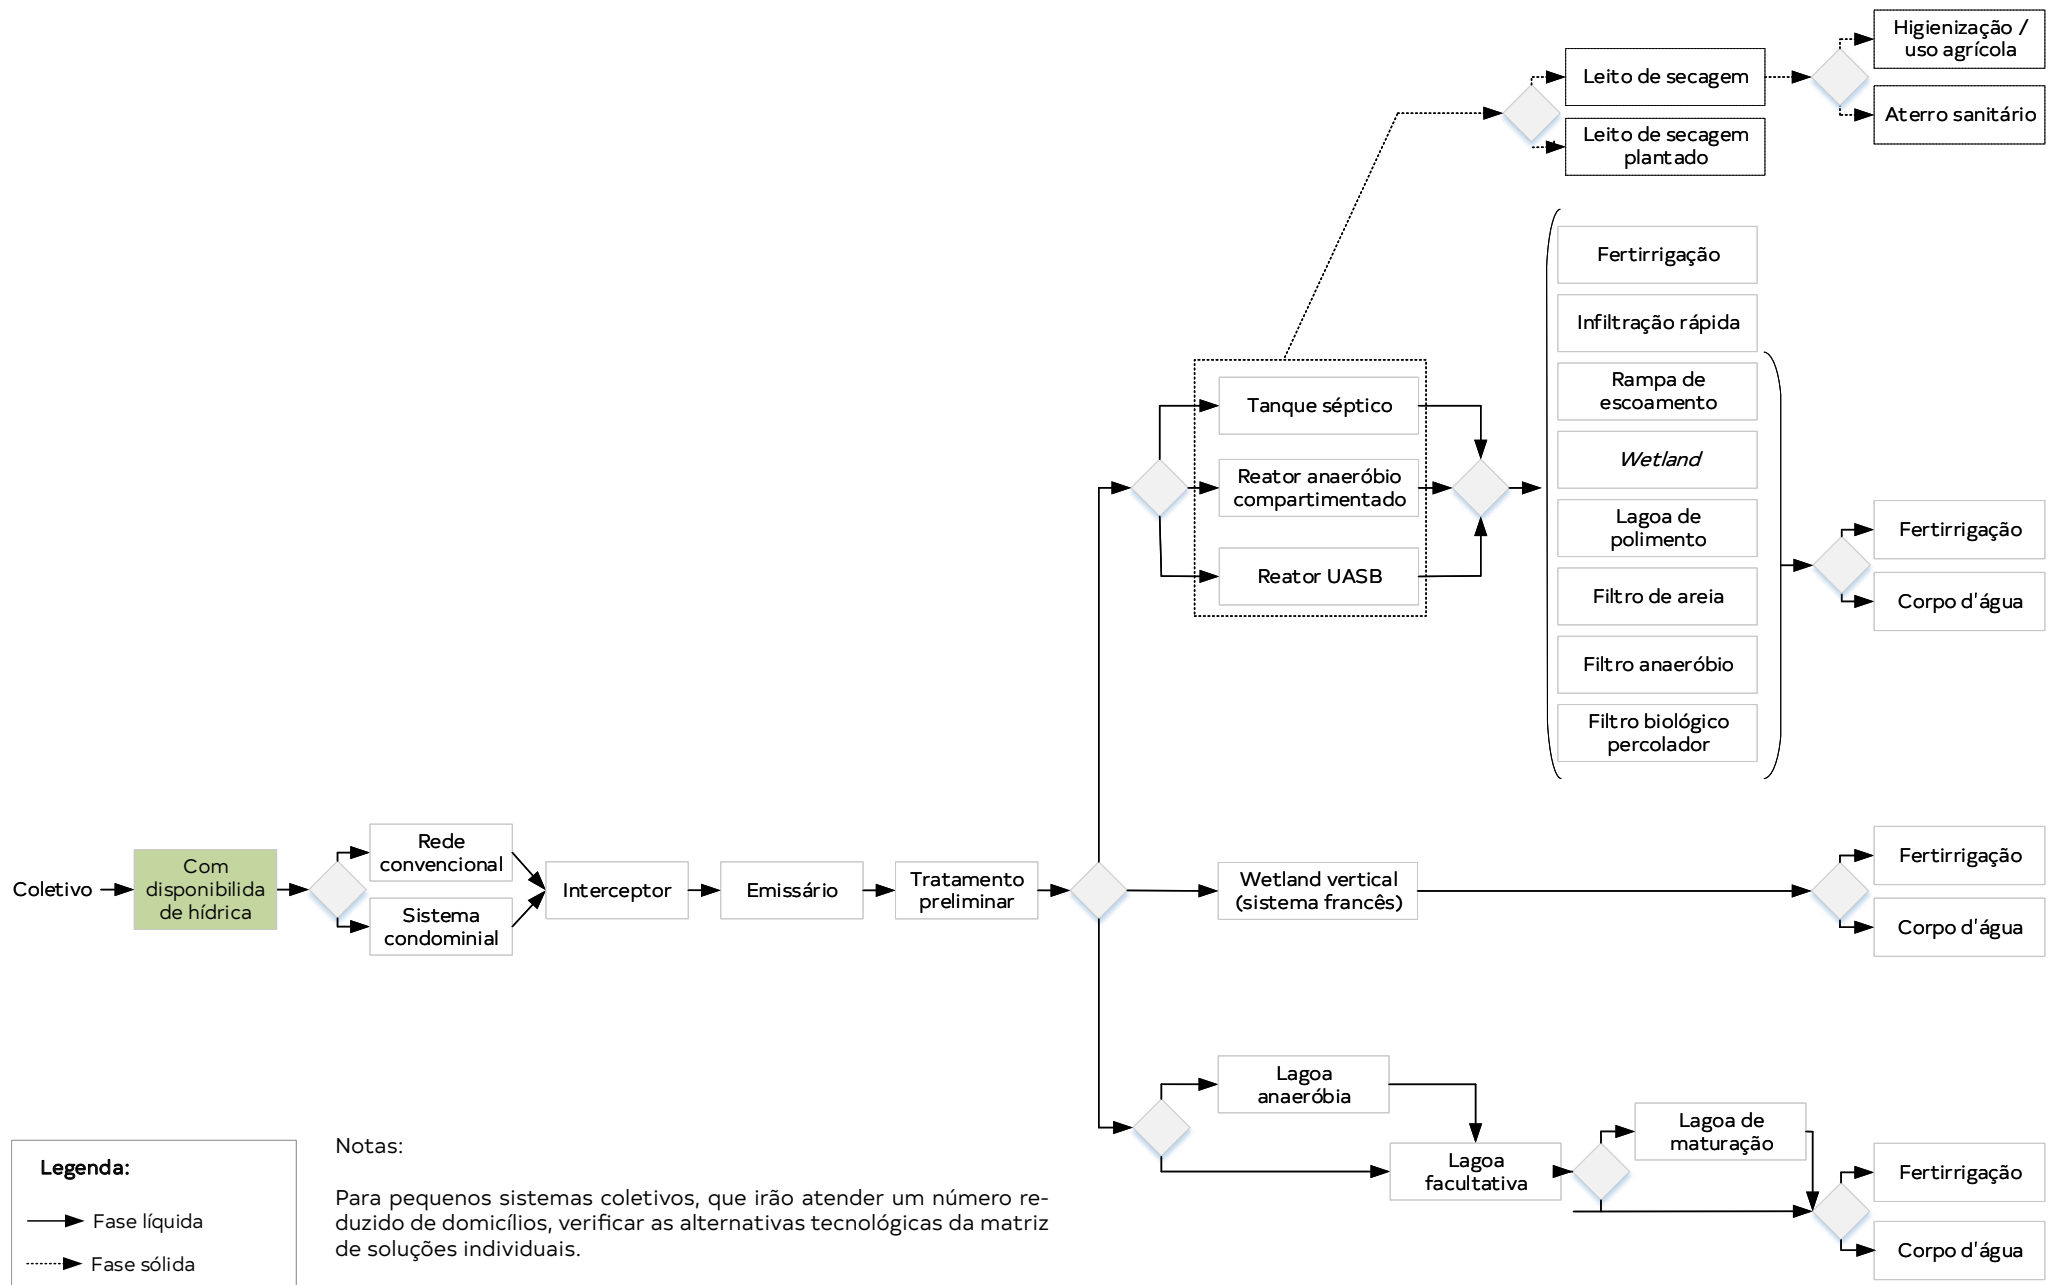 Higienização /
uso agrícola
Leito de secagem
Aterro sanitário
Leito de secagem
plantado
Fertirrigação
Infiltração rápida
Rampa de
escoamento
Tanque séptico
Wetland
Reator anaeróbio
compartimentado
Lagoa de
polimento
Fertirrigação
Reator UASB
Filtro de areia
Corpo d'água
Filtro anaeróbio
Filtro biológico
percolador
Coletivo
Com
disponibilida
de hídrica
Rede
convencional
Sistema
condominial
Interceptor
Emissário
Tratamento
preliminar
Wetland vertical
(sistema francês)
Fertirrigação
Corpo d'água
Lagoa
anaeróbia
Lagoa de
maturação
Lagoa
facultativa
Fertirrigação
Corpo d'água
Legenda:
Fase líquida
Fase sólida
Notas:
Para pequenos sistemas coletivos, que irão atender um número re-
duzido de domicílios, verificar as alternativas tecnológicas da matriz
de soluções individuais.